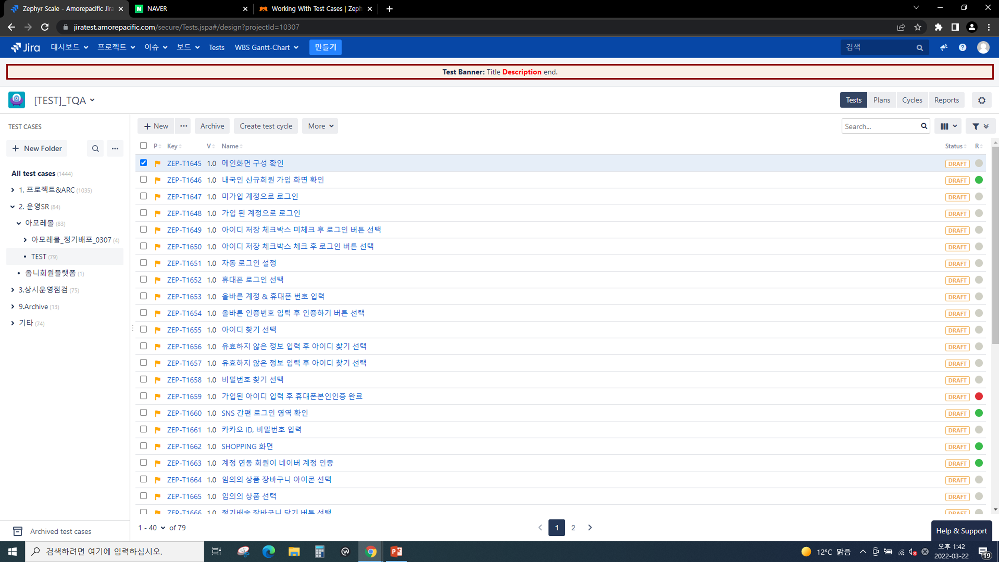 Zephyr Scale - Amorepacific Jira
NAVER
Working With Test Cases | Zeph
jiratest.amorepacific.com/secure/Tests.jspa#/design?projectId=10307
Jira 대시보드 프로젝트 이슈 보드 Tests WBS Gantt-Chart 만들기 검색
Test Banner: Title Description end.
[TEST]_TQA
Tests Plans Cycles Reports
TEST CASES
+ New Folder
All test cases (1444)
1. 프로젝트&ARC (1035)
2. 운영SR (84)
아모레몰 (83)
아모레몰_정기배포_0307 (4)
TEST (79)
옴니회원플랫폼 (1)
3.상시운영점검 (75)
9.Archive (13)
기타 (74)
Archived test cases
+ New ... Archive Create test cycle More Search...
P Key V Name Status R
ZEP-T1645 1.0 메인화면 구성 확인 DRAFT
ZEP-T1646 1.0 내국인 신규회원 가입 화면 확인 DRAFT
ZEP-T1647 1.0 미가입 계정으로 로그인 DRAFT
ZEP-T1648 1.0 가입 된 계정으로 로그인 DRAFT
ZEP-T1649 1.0 아이디 저장 체크박스 미체크 후 로그인 버튼 선택 DRAFT
ZEP-T1650 1.0 아이디 저장 체크박스 체크 후 로그인 버튼 선택 DRAFT
ZEP-T1651 1.0 자동 로그인 설정 DRAFT
ZEP-T1652 1.0 휴대폰 로그인 선택 DRAFT
ZEP-T1653 1.0 올바른 계정 & 휴대폰 번호 입력 DRAFT
ZEP-T1654 1.0 올바른 인증번호 입력 후 인증하기 버튼 선택 DRAFT
ZEP-T1655 1.0 아이디 찾기 선택 DRAFT
ZEP-T1656 1.0 유효하지 않은 정보 입력 후 아이디 찾기 선택 DRAFT
ZEP-T1657 1.0 유효하지 않은 정보 입력 후 아이디 찾기 선택 DRAFT
ZEP-T1658 1.0 비밀번호 찾기 선택 DRAFT
ZEP-T1659 1.0 가입된 아이디 입력 후 휴대폰본인인증 완료 DRAFT
ZEP-T1660 1.0 SNS 간편 로그인 영역 확인 DRAFT
ZEP-T1661 1.0 카카오 ID, 비밀번호 입력 DRAFT
ZEP-T1662 1.0 SHOPPING 화면 DRAFT
ZEP-T1663 1.0 계정 연동 회원이 네이버 계정 인증 DRAFT
ZEP-T1664 1.0 임의의 상품 장바구니 아이콘 선택 DRAFT
ZEP-T1665 1.0 임의의 상품 선택 DRAFT
ZEP-T1666 1.0 정기배송 장바구니 담기 버튼 선택 DRAFT
1 - 40 of 79
1 2
Help & Support
검색하려면 여기에 입력하십시오.
12°C 맑음
오후 1:42
2022-03-22
19